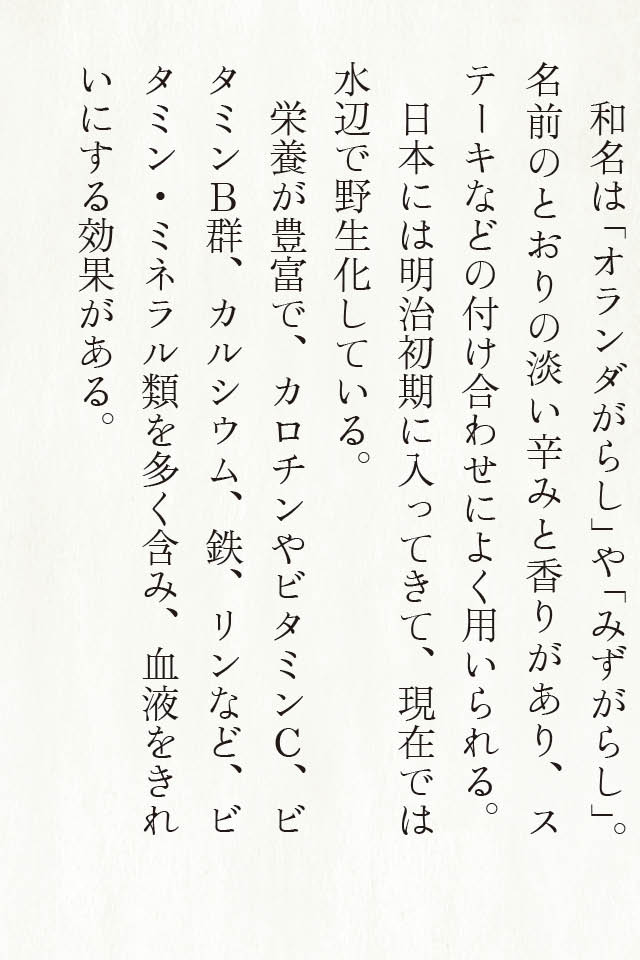 和名は「オランダがらし」や「みずがらし」。
名前のとおりの淡い辛みと香りがあり、ス
テーキなどの付け合わせによく用いられる。
　日本には明治初期に入ってきて、現在では
水辺で野生化している。
　栄養が豊富で、カロチンやビタミンC、ビ
タミンB群、カルシウム、鉄、リンなど、ビ
タミン・ミネラル類を多く含み、血液をきれ
いにする効果がある。